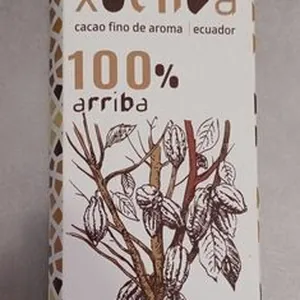 cacao fino de aroma | ecuador
100%
arriba